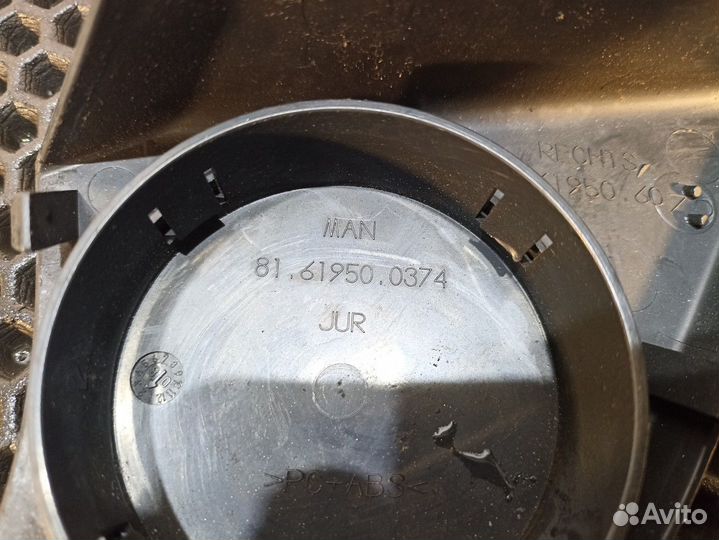 RECHTS
MAN
81.61950.0374
JUR
>PC+ABS<
Avito